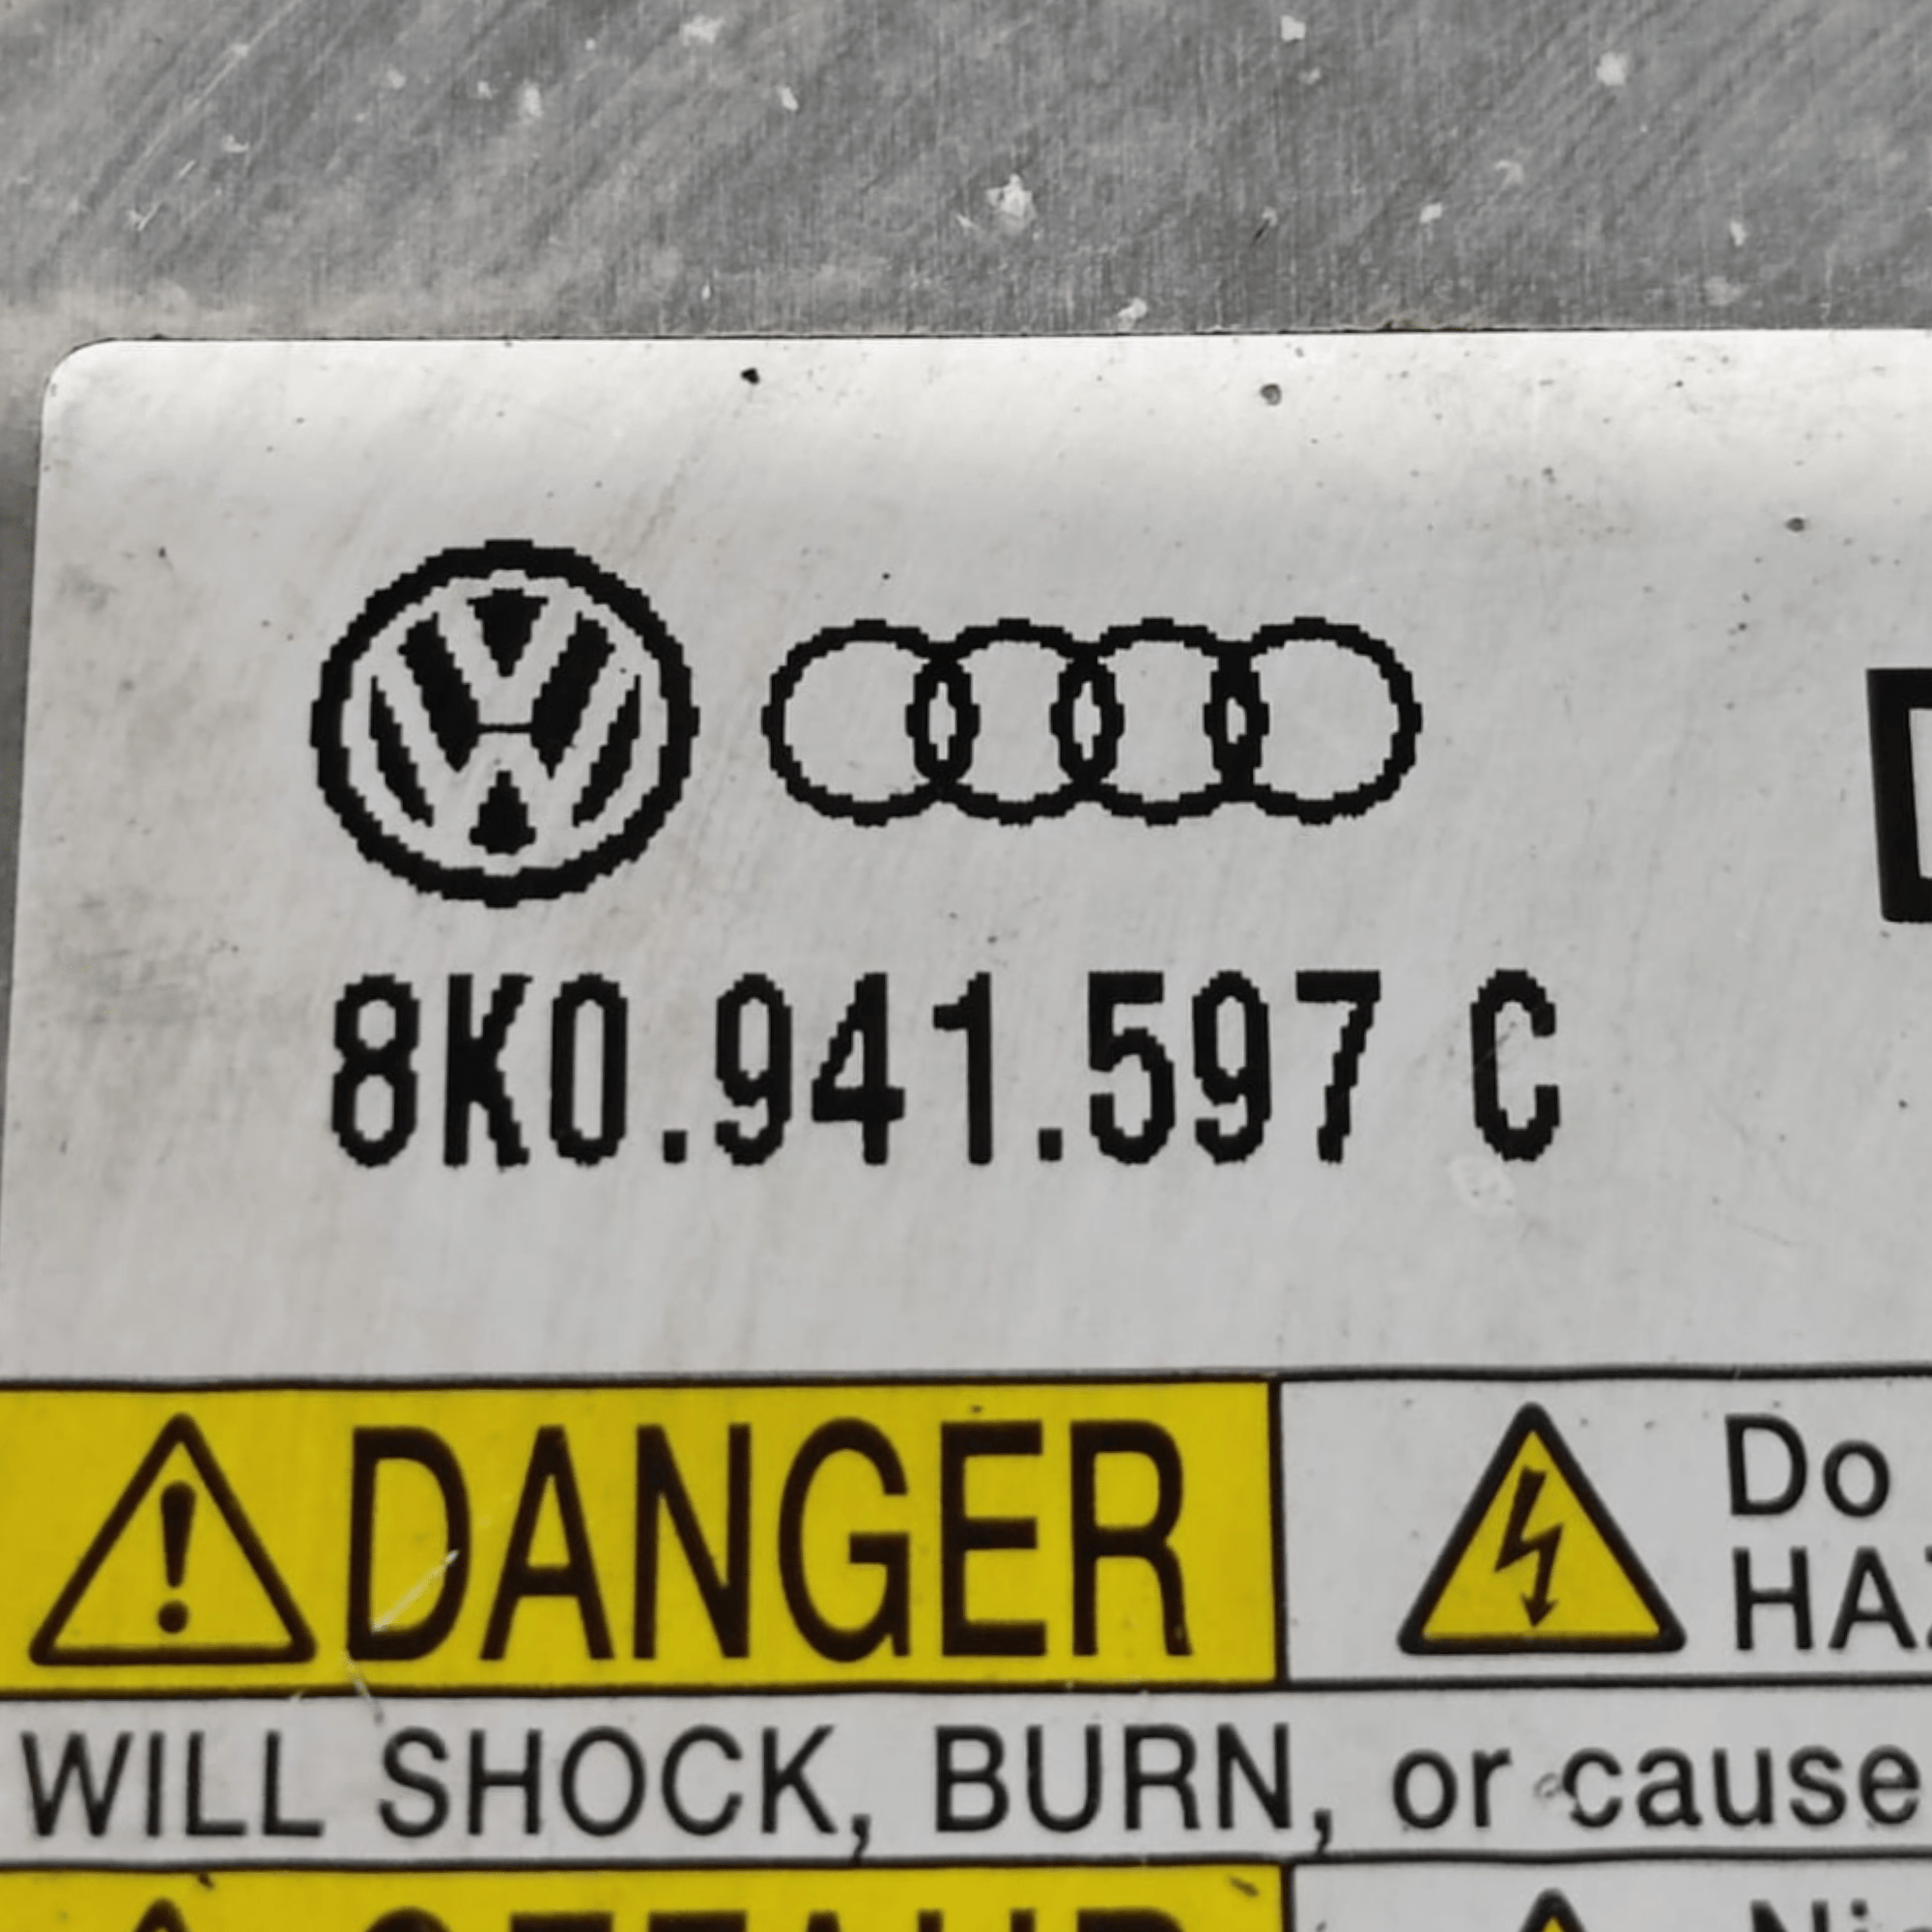 8K0.941.597 C
DANGER
Do
WILL SHOCK, BURN, or cause